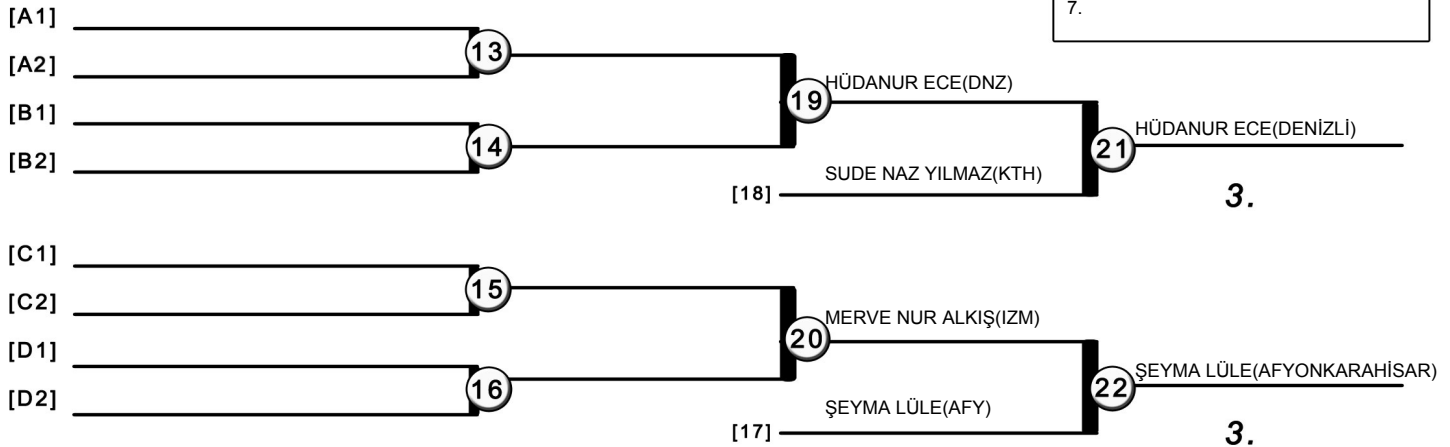 7.
[A1]
13
[A2]
19
HÜDANUR ECE(DNZ)
[B1]
14
[B2]
21
HÜDANUR ECE(DENİZLİ)
SUDE NAZ YILMAZ(KTH)
[18]
3.
[C1]
15
[C2]
20
MERVE NUR ALKIŞ(IZM)
[D1]
16
[D2]
22
ŞEYMA LÜLE(AFYONKARAHİSAR)
ŞEYMA LÜLE(AFY)
[17]
3.